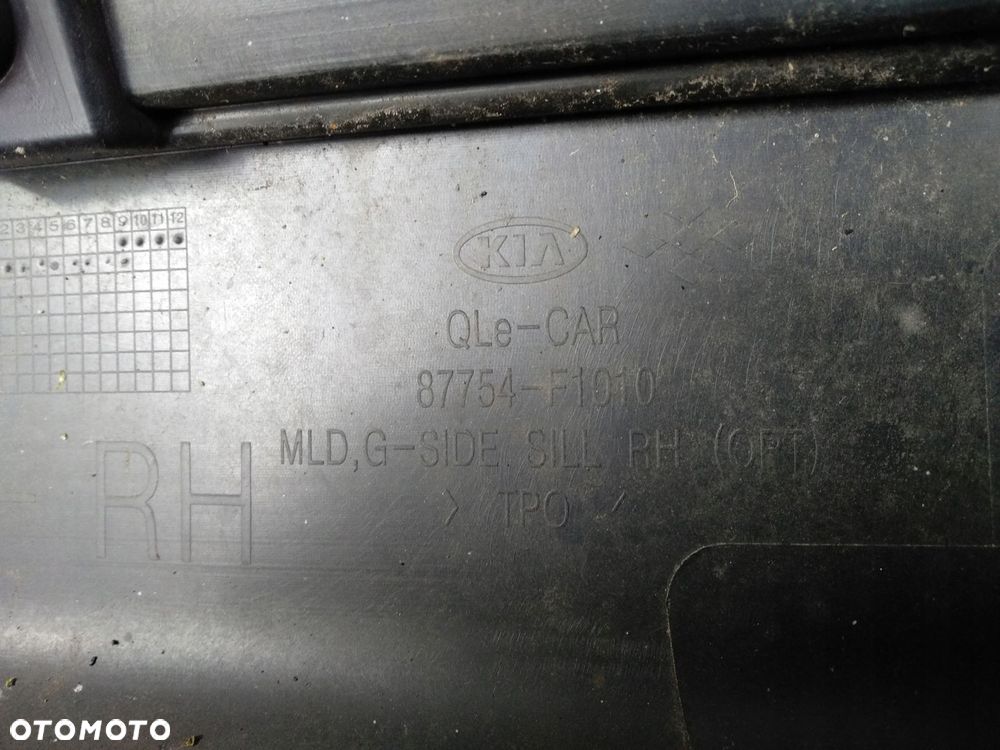 2 3 4 5 6 7 8 9 10 11 12
KIA
QLe-CAR
87754-F1010
MLD,G-SIDE. SILL RH (OPT)
> TPO <
RH
OTOMOTO